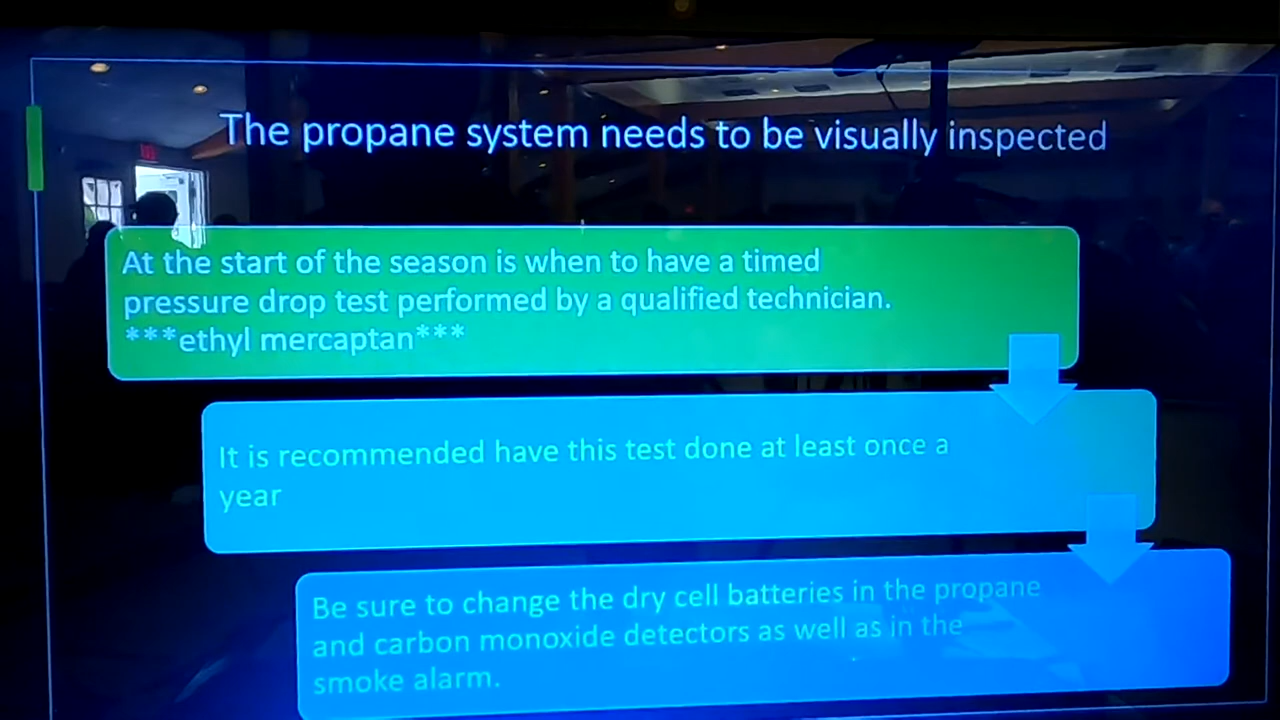 The propane system needs to be visually inspected
At the start of the season is when to have a timed
pressure drop test performed by a qualified technician.
***ethyl mercaptan***
It is recommended have this test done at least once a
year
Be sure to change the dry cell batteries in the propane
and carbon monoxide detectors as well as in the
smoke alarm.